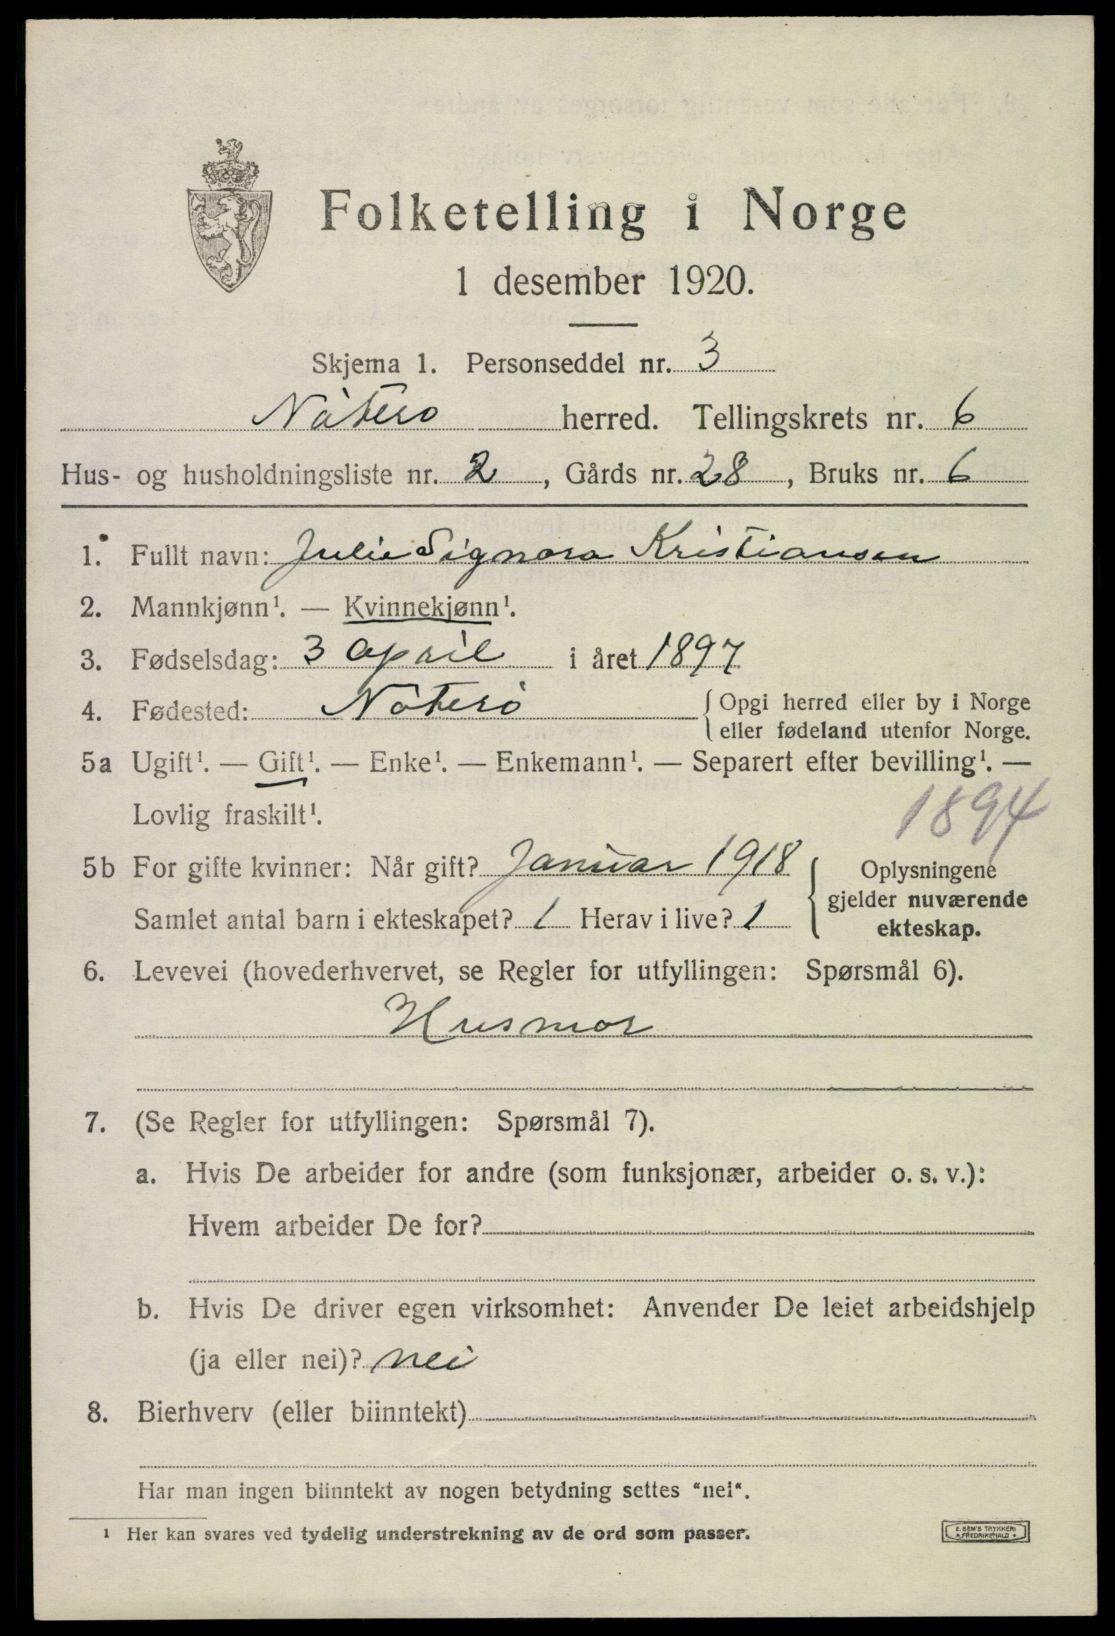 Folketelling i Norge
1 desember 1920.
Skjema 1. Personseddel nr. 3
Nøterø herred. Tellingskrets nr. 6
Hus- og husholdningsliste nr. 2, Gårds nr. 28, Bruks nr. 6
1. Fullt navn: Julie Signora Kristiansen
2. Mannkjønn¹. — Kvinnekjønn¹.
3. Fødselsdag: 3 april i året 1897
4. Fødested: Nøterø {Opgi herred eller by i Norge
eller fødeland utenfor Norge.
5a Ugift¹. — Gift¹. — Enke¹. — Enkemann¹. — Separert efter bevilling¹. —
Lovlig fraskilt¹.
1894
5b For gifte kvinner: Når gift? Januar 1918
Samlet antal barn i ekteskapet? 1 Herav i live? 1
Oplysningene
gjelder nuværende
ekteskap.
6. Levevei (hovederhvervet, se Regler for utfyllingen: Spørsmål 6).
Husmor
7. (Se Regler for utfyllingen: Spørsmål 7).
a. Hvis De arbeider for andre (som funksjonær, arbeider o. s. v.):
Hvem arbeider De for?
b. Hvis De driver egen virksomhet: Anvender De leiet arbeidshjelp
(ja eller nei)? nei
8. Bierhverv (eller biinntekt)
Har man ingen biinntekt av nogen betydning settes "nei".
¹ Her kan svares ved tydelig understrekning av de ord som passer.
E. SEM'S TRYKKERI
FREDRIKSHALD